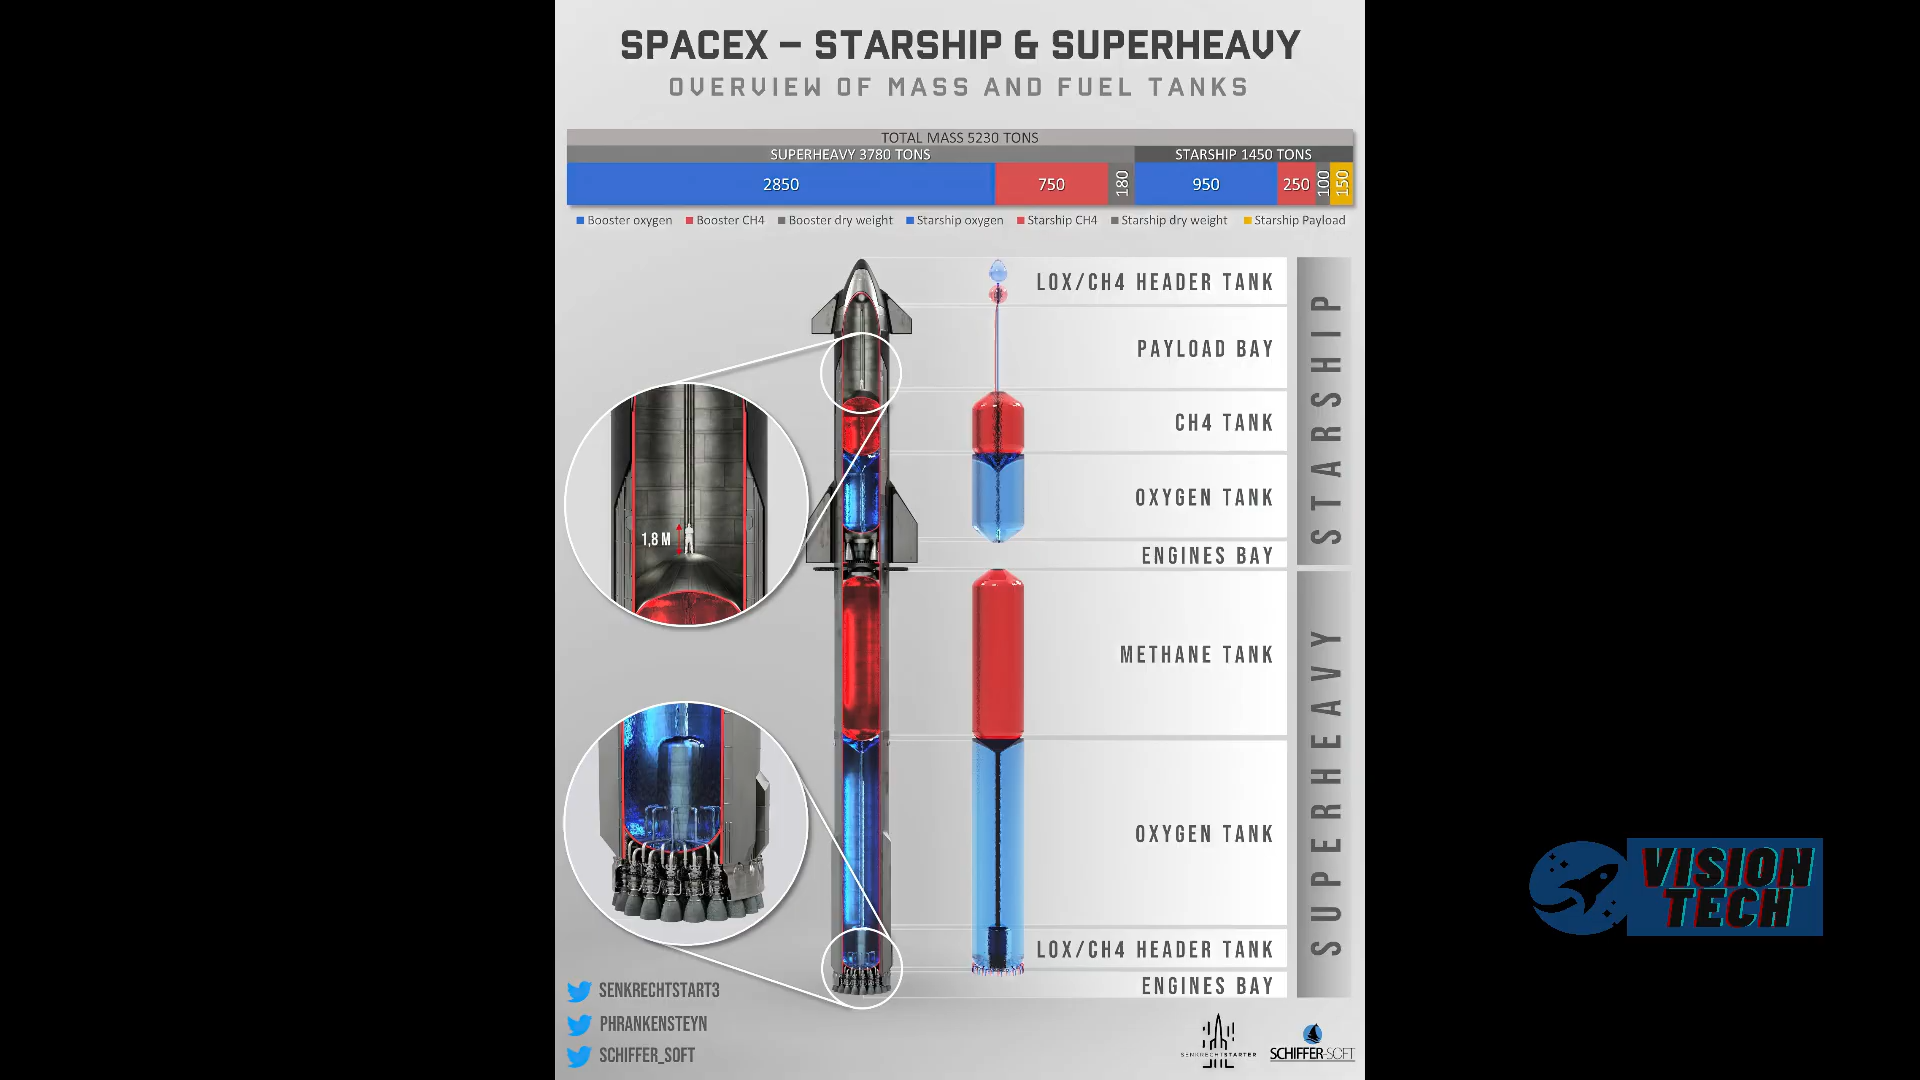 SPACEX – STARSHIP & SUPERHEAVY
OVERVIEW OF MASS AND FUEL TANKS
TOTAL MASS 5230 TONS
SUPERHEAVY 3780 TONS STARSHIP 1450 TONS
2850 750 180 950 250 100 150
Booster oxygen Booster CH4 Booster dry weight Starship oxygen Starship CH4 Starship dry weight Starship Payload
LOX/CH4 HEADER TANK
PAYLOAD BAY
CH4 TANK
OXYGEN TANK
ENGINES BAY
STARSHIP
1,8 M
METHANE TANK
OXYGEN TANK
LOX/CH4 HEADER TANK
ENGINES BAY
SUPERHEAVY
SENKRECHTSTART3
PHRANKENSTEYN
SCHIFFER_SOFT
SENKRECHTSTARTER
SCHIFFER-SOFT
VISION
TECH